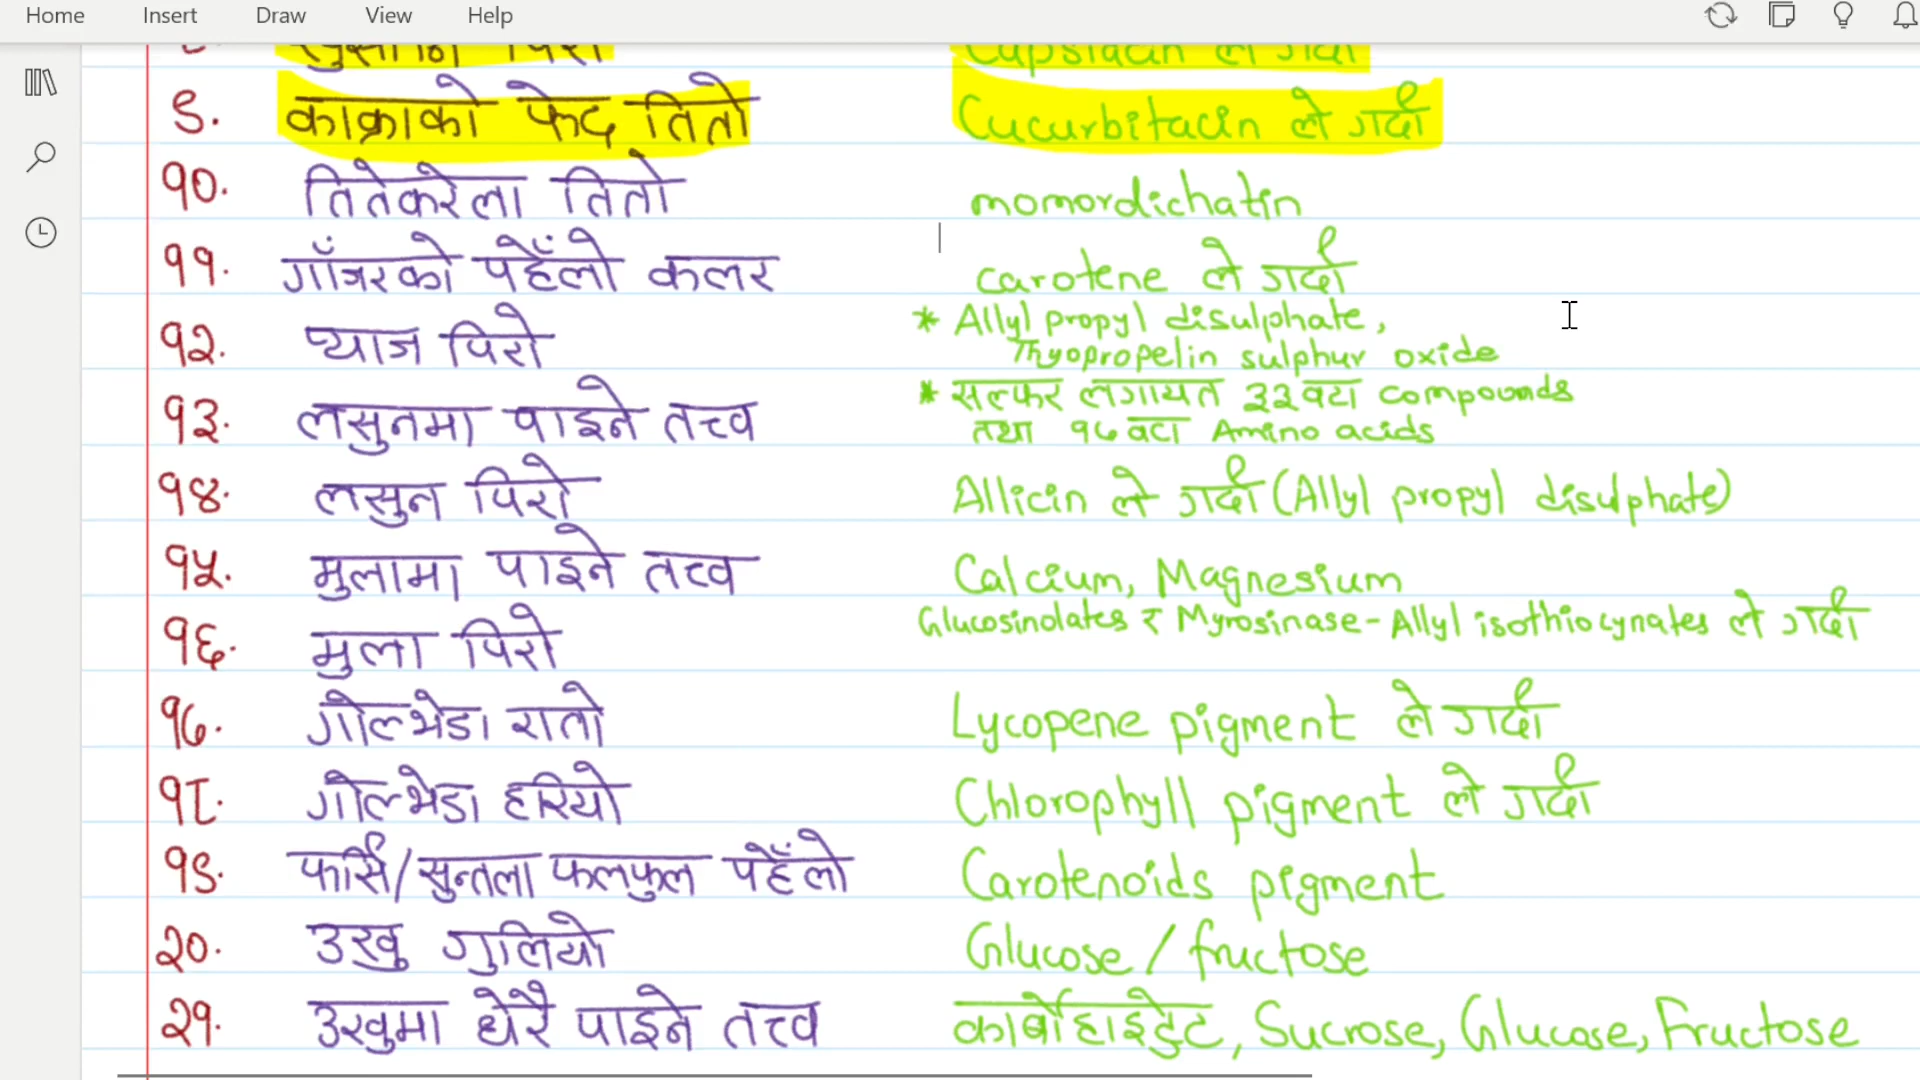 Home Insert Draw View Help
खुर्सानी पिरो Capsiacin ले गर्दा
९. काक्राको फेद तितो Cucurbitacin ले गर्दा
१०. तितेकरेला तितो momordichatin
११. गाँजरको पहेँलो कलर carotene ले गर्दा
१२. प्याज पिरो * Allyl propyl disulphate,
Thyopropelin sulphur oxide
१३. लसुनमा पाइने तत्त्व * सल्फर लगायत ३३वटा compounds
तथा १७ वटा Amino acids
१४. लसुन पिरो Allicin ले गर्दा (Allyl propyl disulphate)
१५. मुलामा पाइने तत्त्व Calcium, Magnesium
१६. मुला पिरो Glucosinolates र Myrosinase - Allyl isothiocynates ले गर्दा
१७. गोलभेडा रातो Lycopene pigment ले गर्दा
१८. गोलभेडा हरियो Chlorophyll pigment ले गर्दा
१९. फर्सि/सुन्तला फलफुल पहेँलो Carotenoids pigment
२०. उखु गुलियो Glucose / fructose
२१. उखुमा धेरै पाइने तत्त्व कार्बोहाइड्रेट, Sucrose, Glucose, Fructose